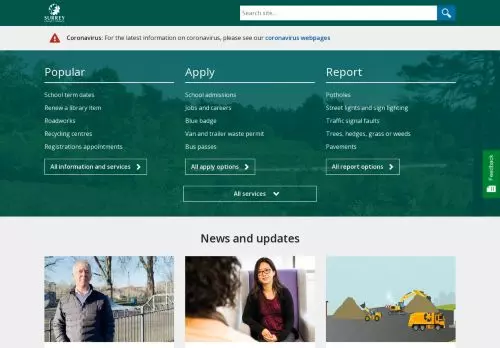 SURREY
Search site...
Coronavirus: For the latest information on coronavirus, please see our coronavirus webpages
Popular
School term dates
Renew a library item
Roadworks
Recycling centres
Registrations appointments
All information and services
Apply
School admissions
Jobs and careers
Blue badge
Van and trailer waste permit
Bus passes
All apply options
Report
Potholes
Street lights and sign lighting
Traffic signal faults
Trees, hedges, grass or weeds
Pavements
All report options
All services
Feedback
News and updates